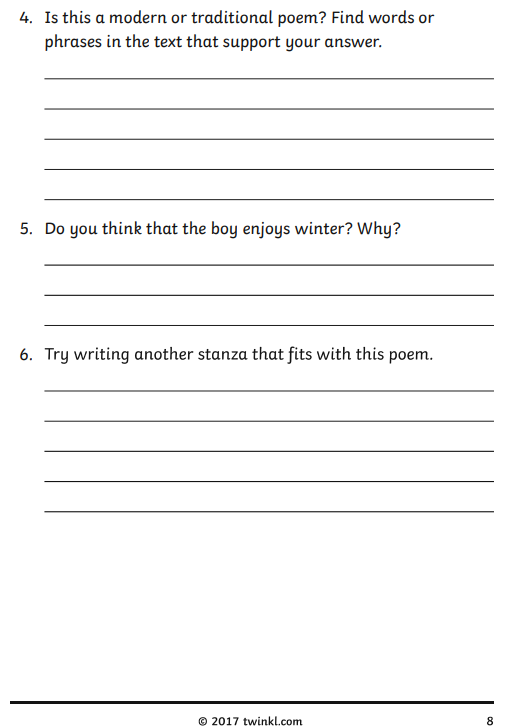 4. Is this a modern or traditional poem? Find words or
phrases in the text that support your answer.
5. Do you think that the boy enjoys winter? Why?
6. Try writing another stanza that fits with this poem.
© 2017 twinkl.com
8